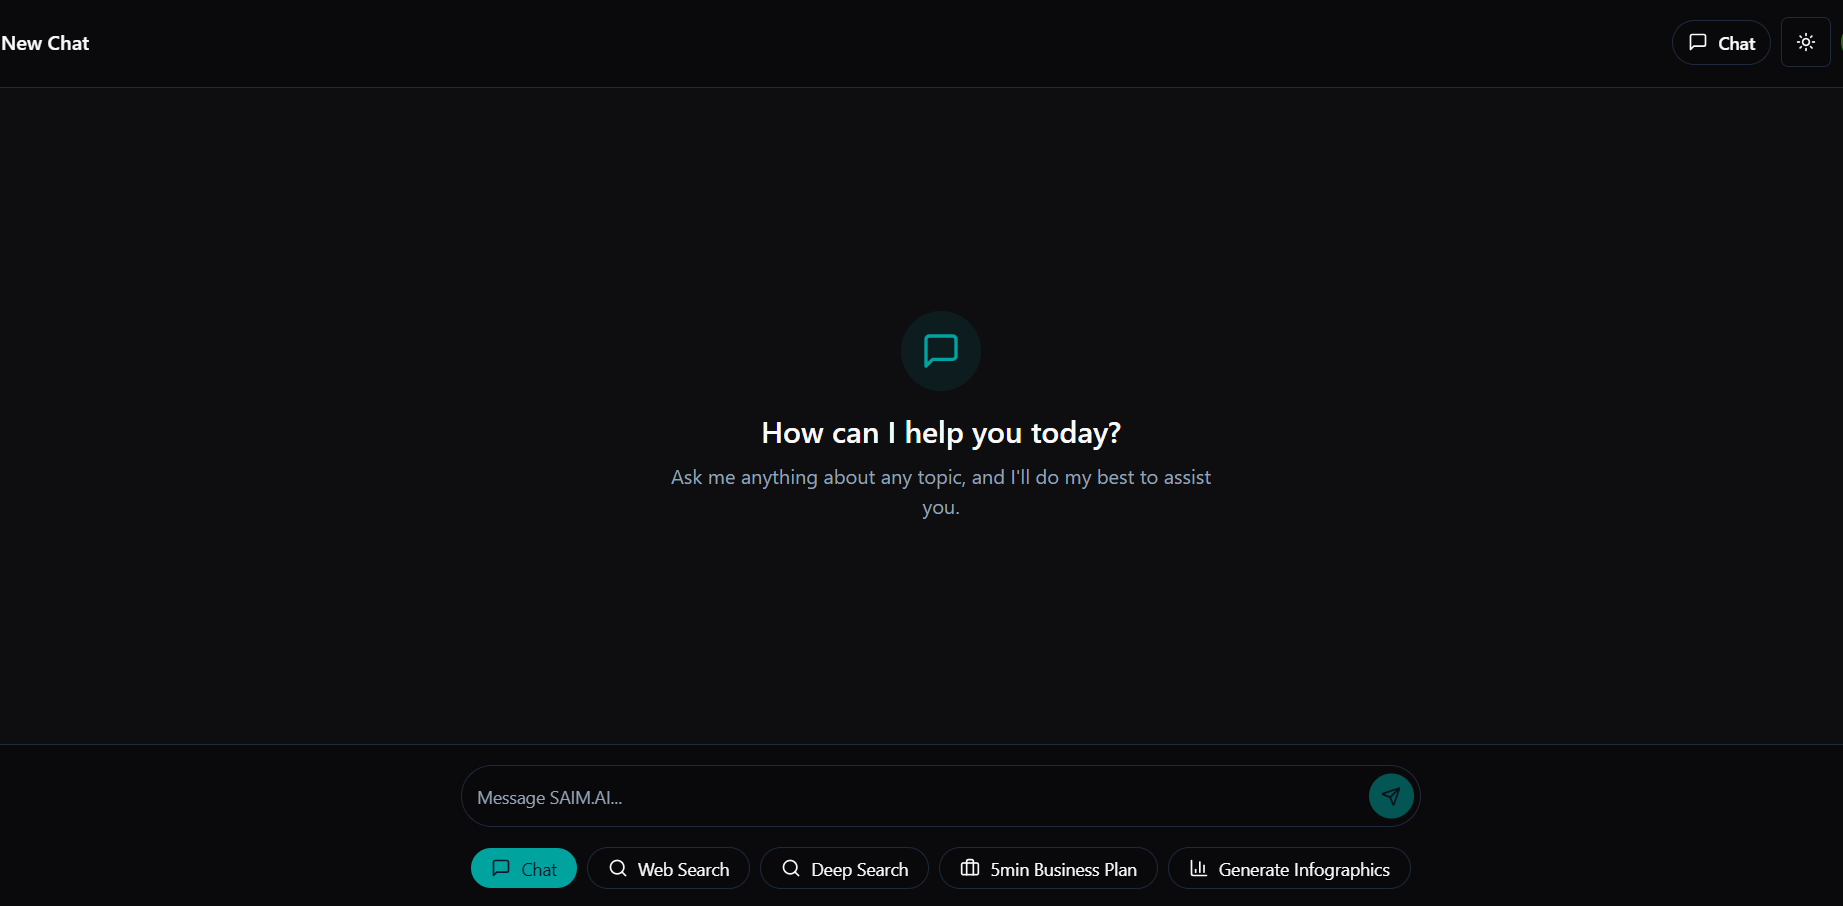 New Chat
Chat
How can I help you today?
Ask me anything about any topic, and I'll do my best to assist
you.
Message SAIM.AI...
Chat
Web Search
Deep Search
5min Business Plan
Generate Infographics